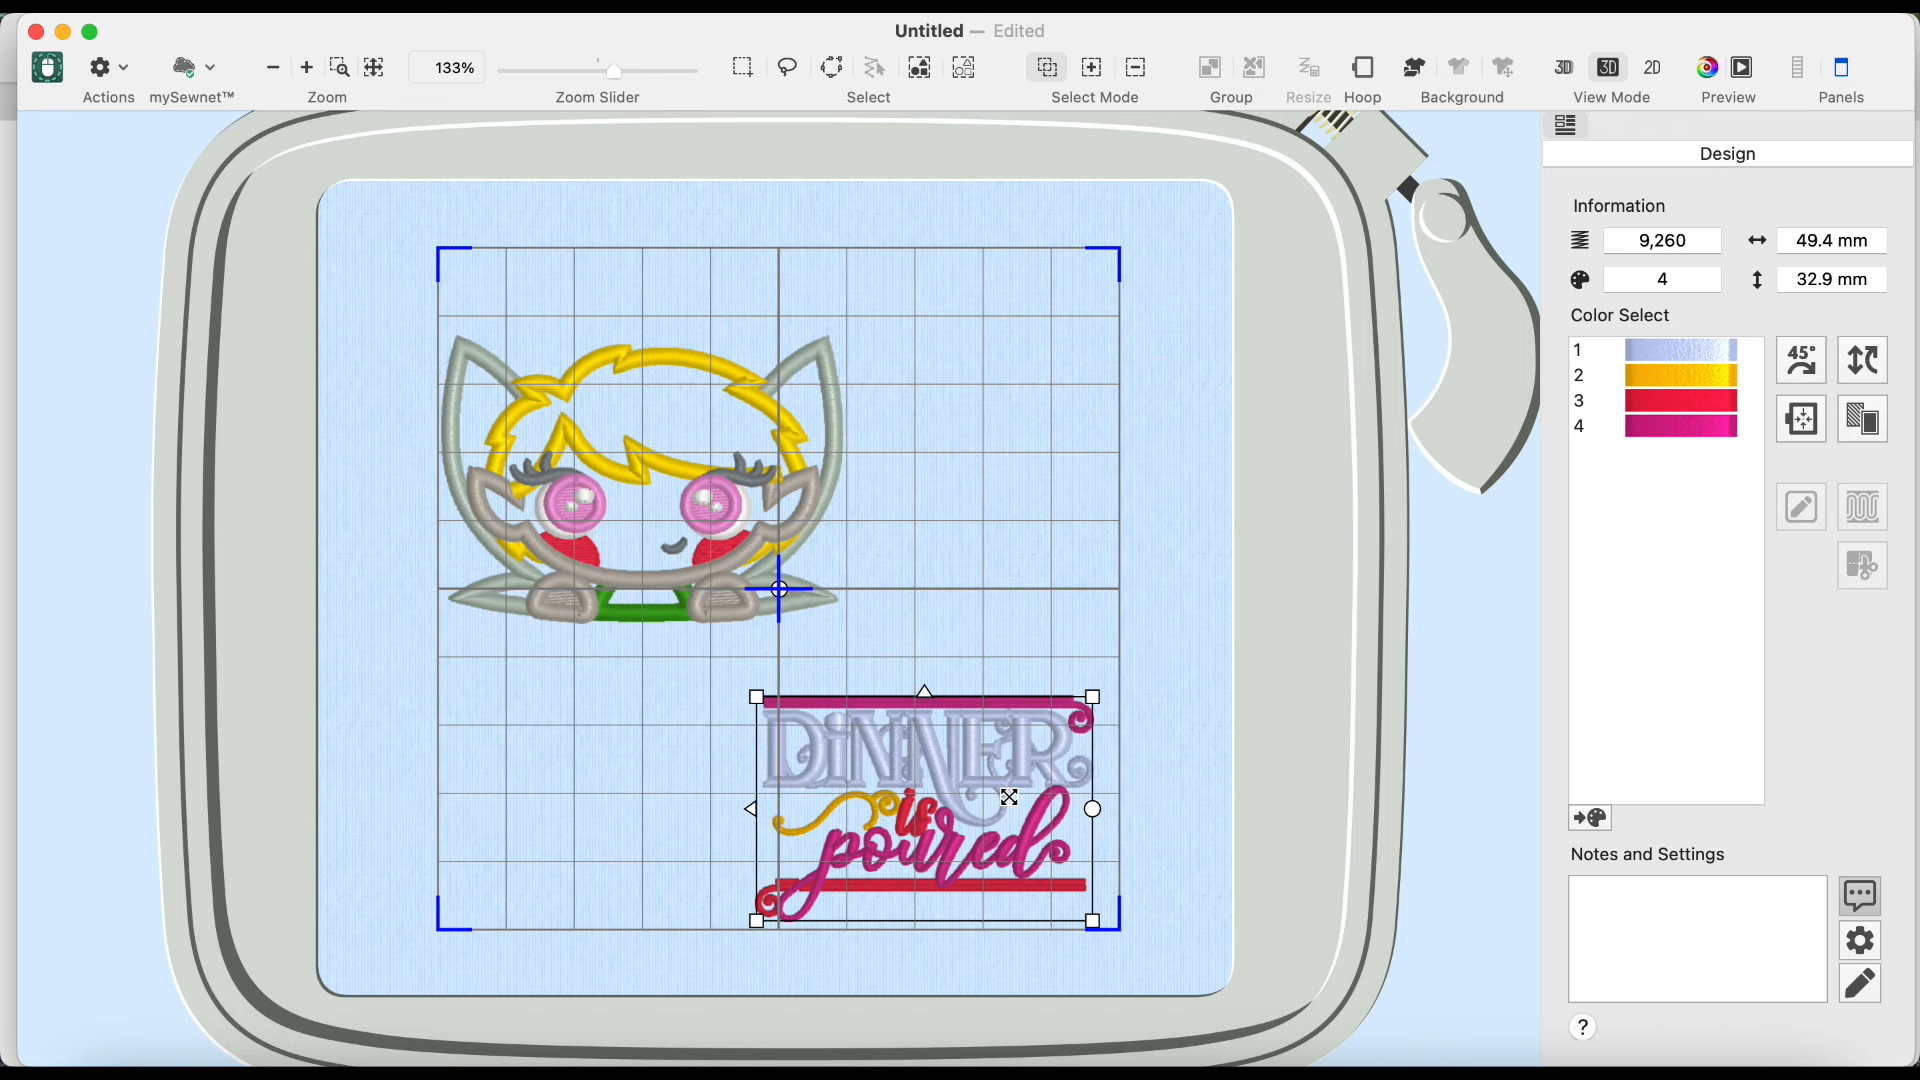 Untitled — Edited
133%
3D 3D 2D
Actions mySewnet™ Zoom Zoom Slider Select Select Mode Group Resize Hoop Background View Mode Preview Panels
Design
Information
9,260 49.4 mm
4 32.9 mm
Color Select
1
2
3
4
45°
DINNER
is
poured
Notes and Settings
?